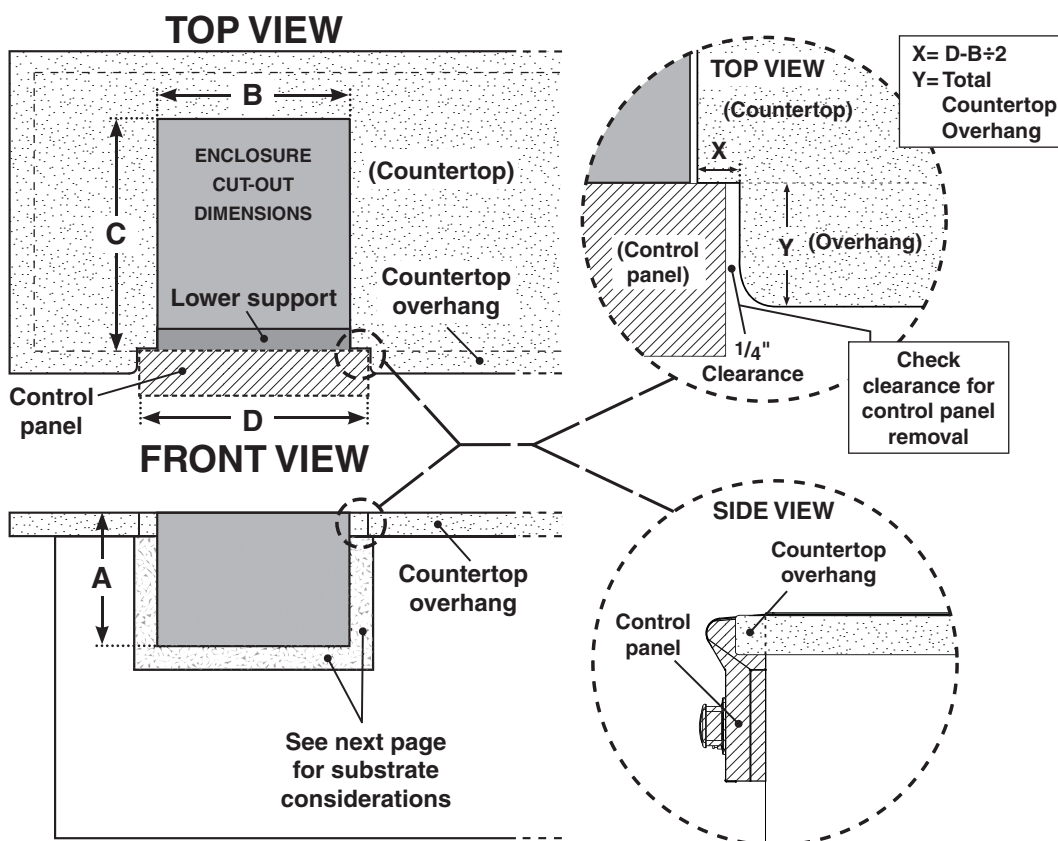 TOP VIEW
B
ENCLOSURE
CUT-OUT
DIMENSIONS
(Countertop)
C
Lower support
Countertop
overhang
Control
panel
D
TOP VIEW
(Countertop)
X
X= D-B÷2
Y= Total
Countertop
Overhang
(Control
panel)
Y
(Overhang)
1/4"
Clearance
Check
clearance for
control panel
removal
FRONT VIEW
A
Countertop
overhang
See next page
for substrate
considerations
SIDE VIEW
Countertop
overhang
Control
panel